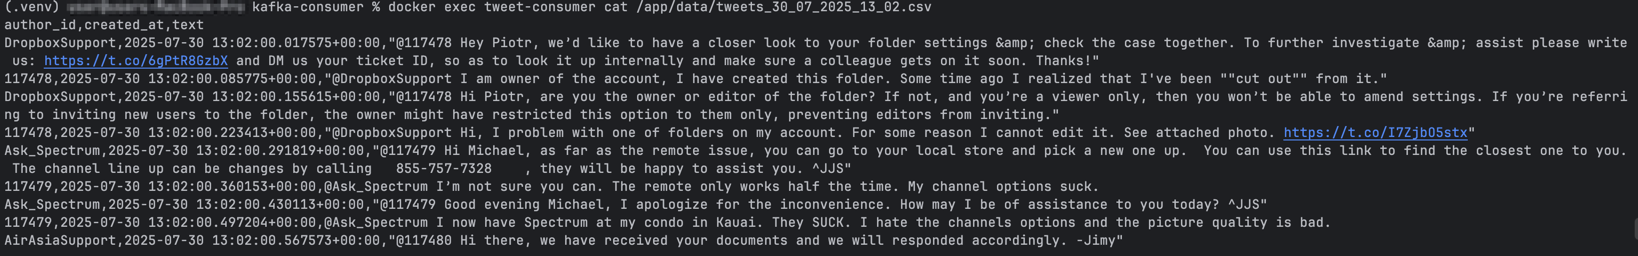 (.venv) kafka-consumer % docker exec tweet-consumer cat /app/data/tweets_30_07_2025_13_02.csv
author_id,created_at,text
DropboxSupport,2025-07-30 13:02:00.017575+00:00,"@117478 Hey Piotr, we’d like to have a closer look to your folder settings &amp; check the case together. To further investigate &amp; assist please write
us: https://t.co/6gPtR8GzbX and DM us your ticket ID, so as to look it up internally and make sure a colleague gets on it soon. Thanks!"
117478,2025-07-30 13:02:00.085775+00:00,"@DropboxSupport I am owner of the account, I have created this folder. Some time ago I realized that I've been ""cut out"" from it."
DropboxSupport,2025-07-30 13:02:00.155615+00:00,"@117478 Hi Piotr, are you the owner or editor of the folder? If not, and you’re a viewer only, then you won’t be able to amend settings. If you’re referri
ng to inviting new users to the folder, the owner might have restricted this option to them only, preventing editors from inviting."
117478,2025-07-30 13:02:00.223413+00:00,"@DropboxSupport Hi, I problem with one of folders on my account. For some reason I cannot edit it. See attached photo. https://t.co/I7ZjbO5stx"
Ask_Spectrum,2025-07-30 13:02:00.291819+00:00,"@117479 Hi Michael, as far as the remote issue, you can go to your local store and pick a new one up.  You can use this link to find the closest one to you.
The channel line up can be changes by calling   855-757-7328    , they will be happy to assist you. ^JJS"
117479,2025-07-30 13:02:00.360153+00:00,@Ask_Spectrum I’m not sure you can. The remote only works half the time. My channel options suck.
Ask_Spectrum,2025-07-30 13:02:00.430113+00:00,"@117479 Good evening Michael, I apologize for the inconvenience. How may I be of assistance to you today? ^JJS"
117479,2025-07-30 13:02:00.497204+00:00,@Ask_Spectrum I now have Spectrum at my condo in Kauai. They SUCK. I hate the channels options and the picture quality is bad.
AirAsiaSupport,2025-07-30 13:02:00.567573+00:00,"@117480 Hi there, we have received your documents and we will responded accordingly. -Jimy"